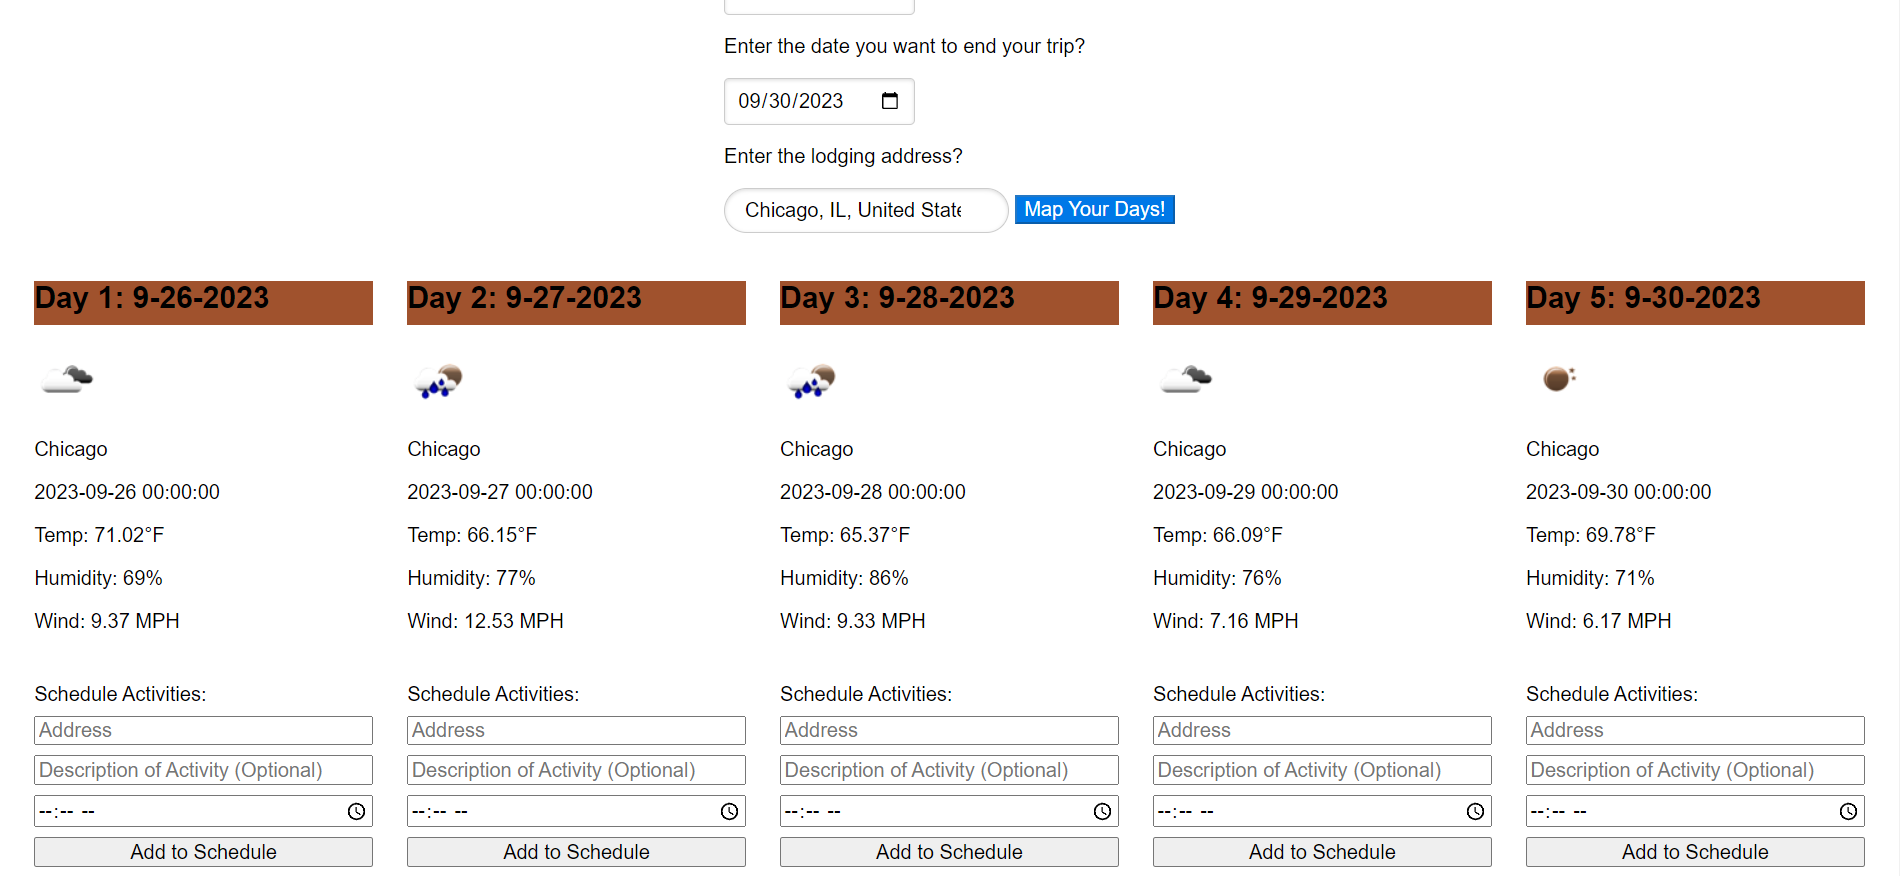 Enter the date you want to end your trip?
09/30/2023
Enter the lodging address?
Chicago, IL, United State
Map Your Days!
Day 1: 9-26-2023
Chicago
2023-09-26 00:00:00
Temp: 71.02°F
Humidity: 69%
Wind: 9.37 MPH
Schedule Activities:
Address
Description of Activity (Optional)
--:-- --
Add to Schedule
Day 2: 9-27-2023
Chicago
2023-09-27 00:00:00
Temp: 66.15°F
Humidity: 77%
Wind: 12.53 MPH
Schedule Activities:
Address
Description of Activity (Optional)
--:-- --
Add to Schedule
Day 3: 9-28-2023
Chicago
2023-09-28 00:00:00
Temp: 65.37°F
Humidity: 86%
Wind: 9.33 MPH
Schedule Activities:
Address
Description of Activity (Optional)
--:-- --
Add to Schedule
Day 4: 9-29-2023
Chicago
2023-09-29 00:00:00
Temp: 66.09°F
Humidity: 76%
Wind: 7.16 MPH
Schedule Activities:
Address
Description of Activity (Optional)
--:-- --
Add to Schedule
Day 5: 9-30-2023
Chicago
2023-09-30 00:00:00
Temp: 69.78°F
Humidity: 71%
Wind: 6.17 MPH
Schedule Activities:
Address
Description of Activity (Optional)
--:-- --
Add to Schedule